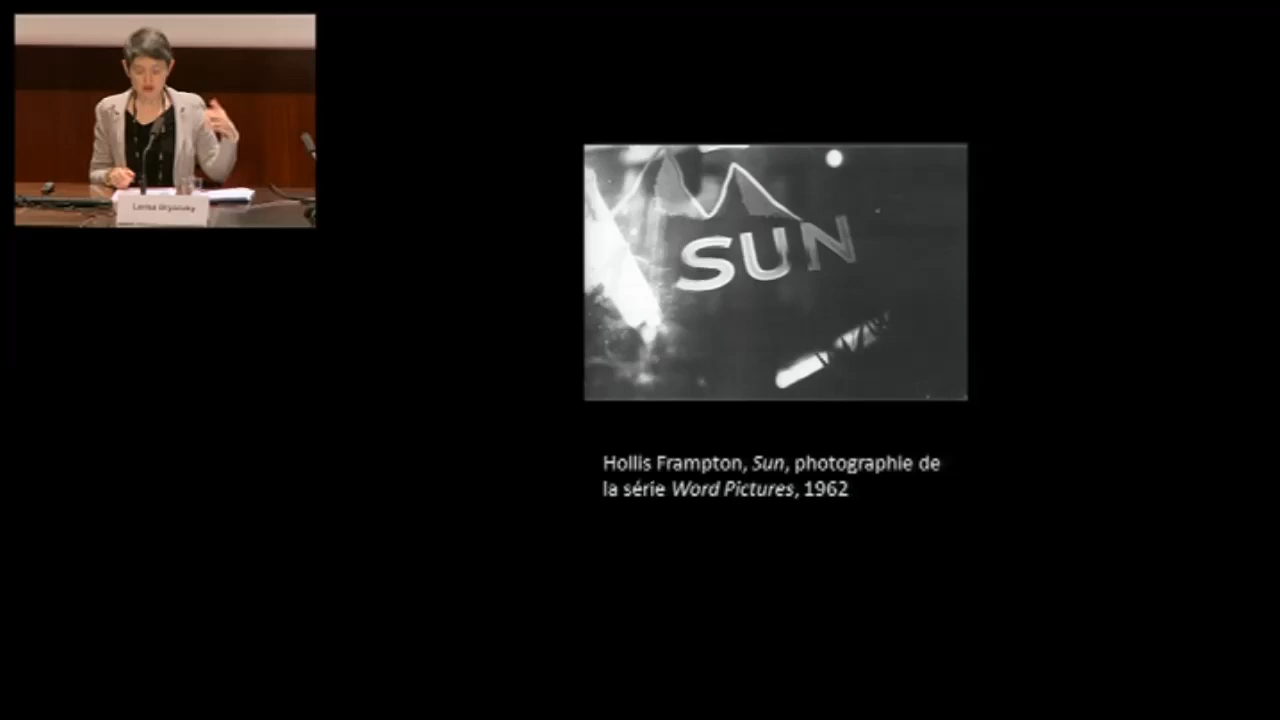 SUN
Hollis Frampton, Sun, photographie de
la série Word Pictures, 1962